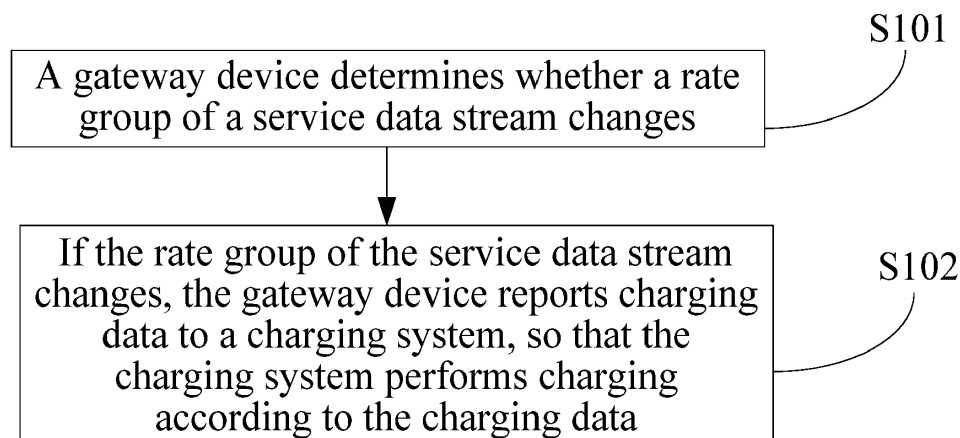 S101
A gateway device determines whether a rate
group of a service data stream changes
S102
If the rate group of the service data stream
changes, the gateway device reports charging
data to a charging system, so that the
charging system performs charging
according to the charging data